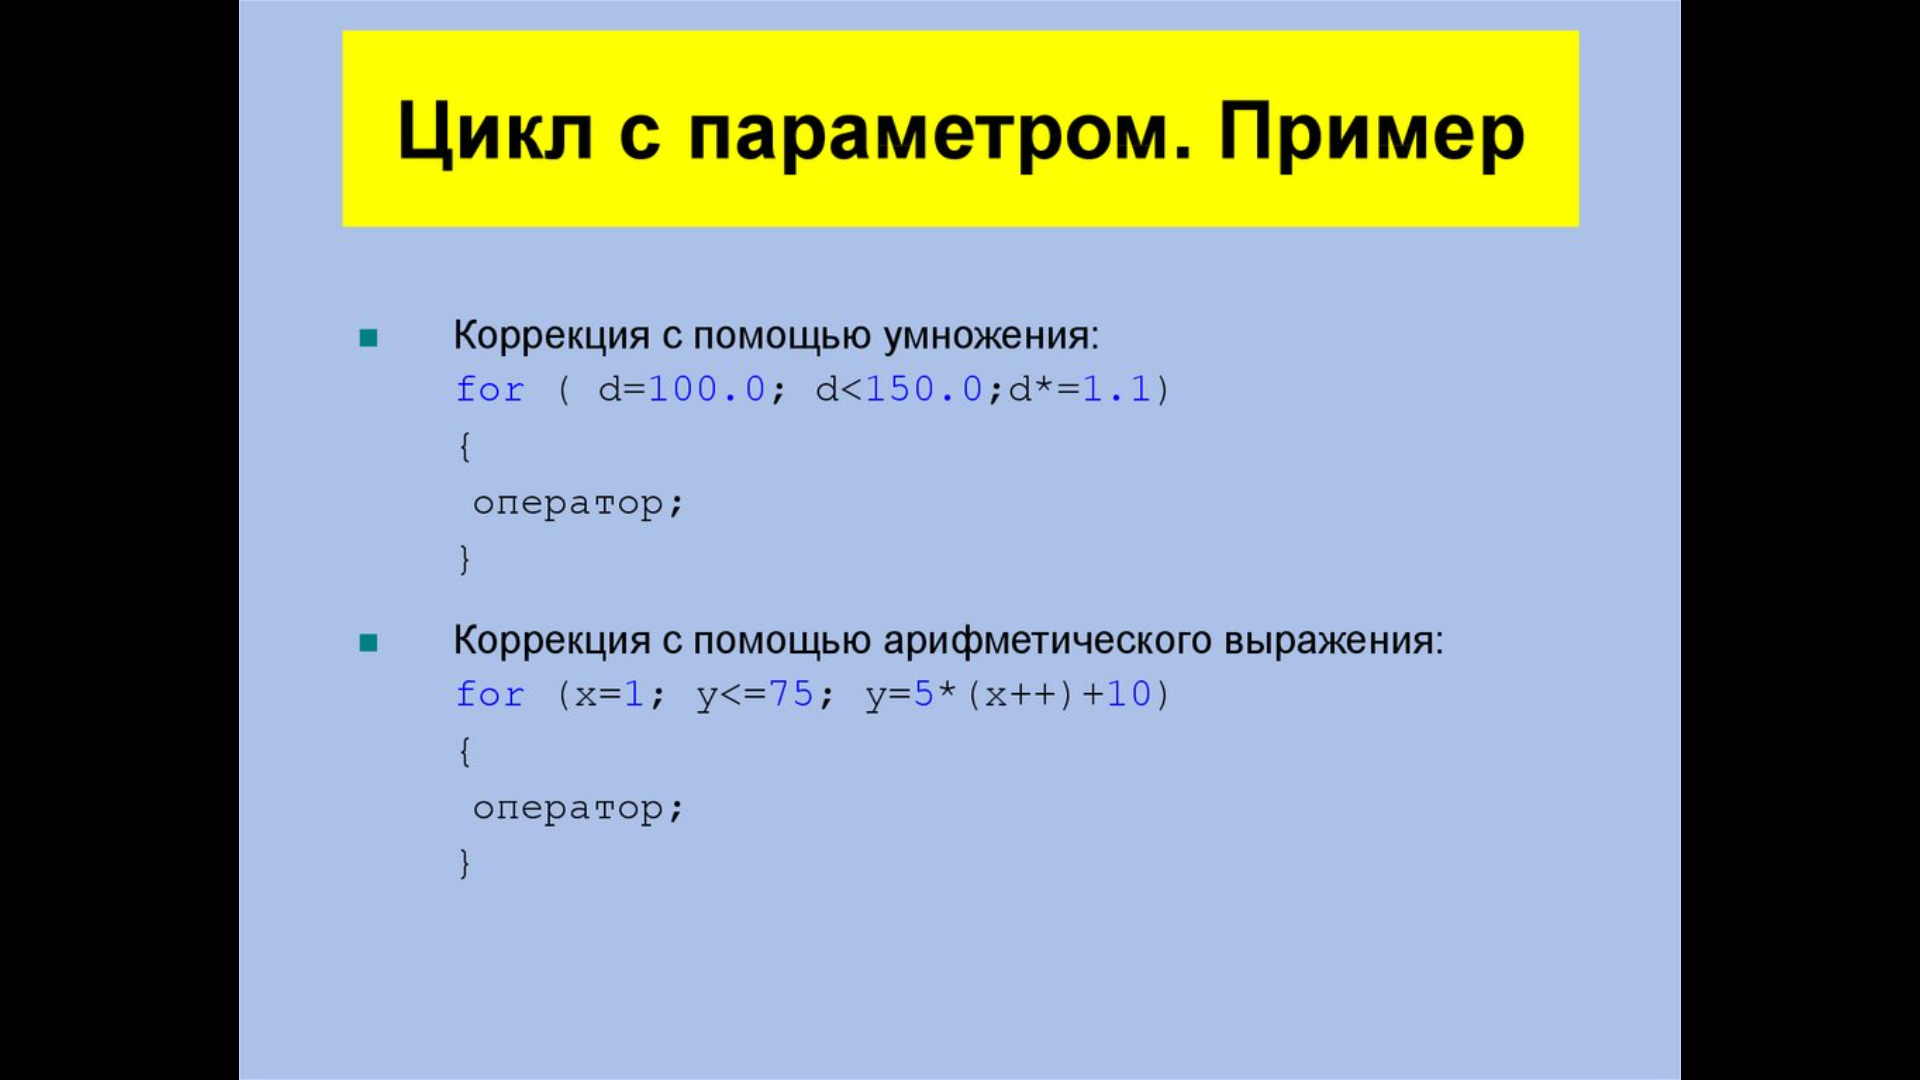 Цикл с параметром. Пример
Коррекция с помощью умножения:
for ( d=100.0; d<150.0;d*=1.1)
{
оператор;
}
Коррекция с помощью арифметического выражения:
for (x=1; y<=75; y=5*(x++)+10)
{
оператор;
}